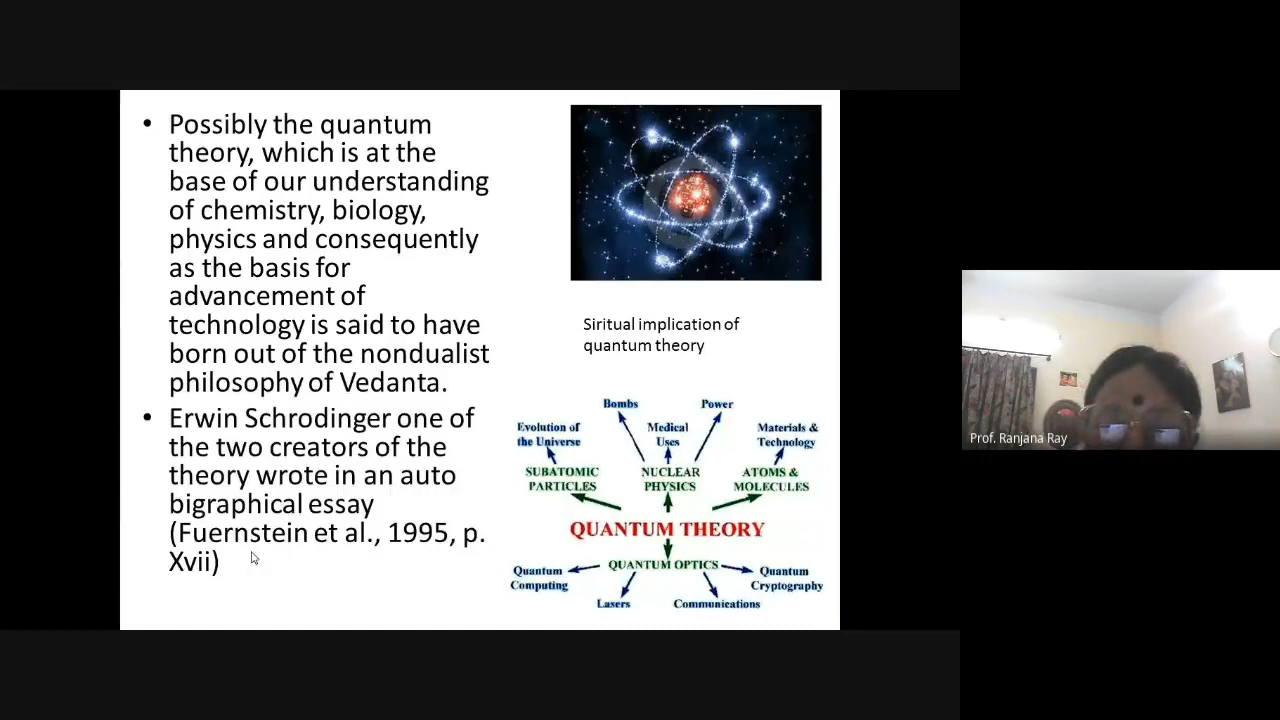 • Possibly the quantum
theory, which is at the
base of our understanding
of chemistry, biology,
physics and consequently
as the basis for
advancement of
technology is said to have
born out of the nondualist
philosophy of Vedanta.
• Erwin Schrodinger one of
the two creators of the
theory wrote in an auto
bigraphical essay
(Fuernstein et al., 1995, p.
Xvii)
Siritual implication of
quantum theory
Bombs
Power
Evolution of
the Universe
Medical
Uses
Materials &
Technology
SUBATOMIC
PARTICLES
NUCLEAR
PHYSICS
ATOMS &
MOLECULES
QUANTUM THEORY
QUANTUM OPTICS
Quantum
Computing
Quantum
Cryptography
Lasers
Communications
Prof. Ranjana Ray